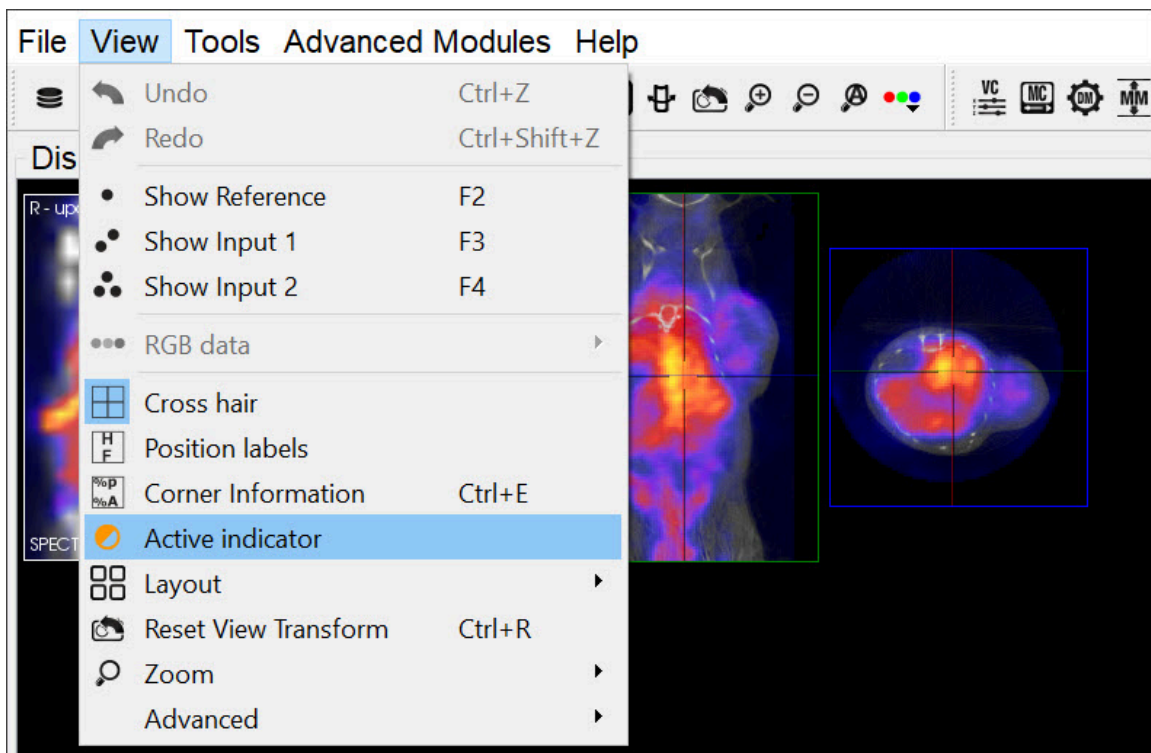 File View Tools Advanced Modules Help
VC MC DM MM
Undo Ctrl+Z
Redo Ctrl+Shift+Z
Dis
R - up
Show Reference F2
Show Input 1 F3
Show Input 2 F4
RGB data
Cross hair
H
F
Position labels
%P
%A
Corner Information Ctrl+E
Active indicator
SPECT
Layout
Reset View Transform Ctrl+R
Zoom
Advanced